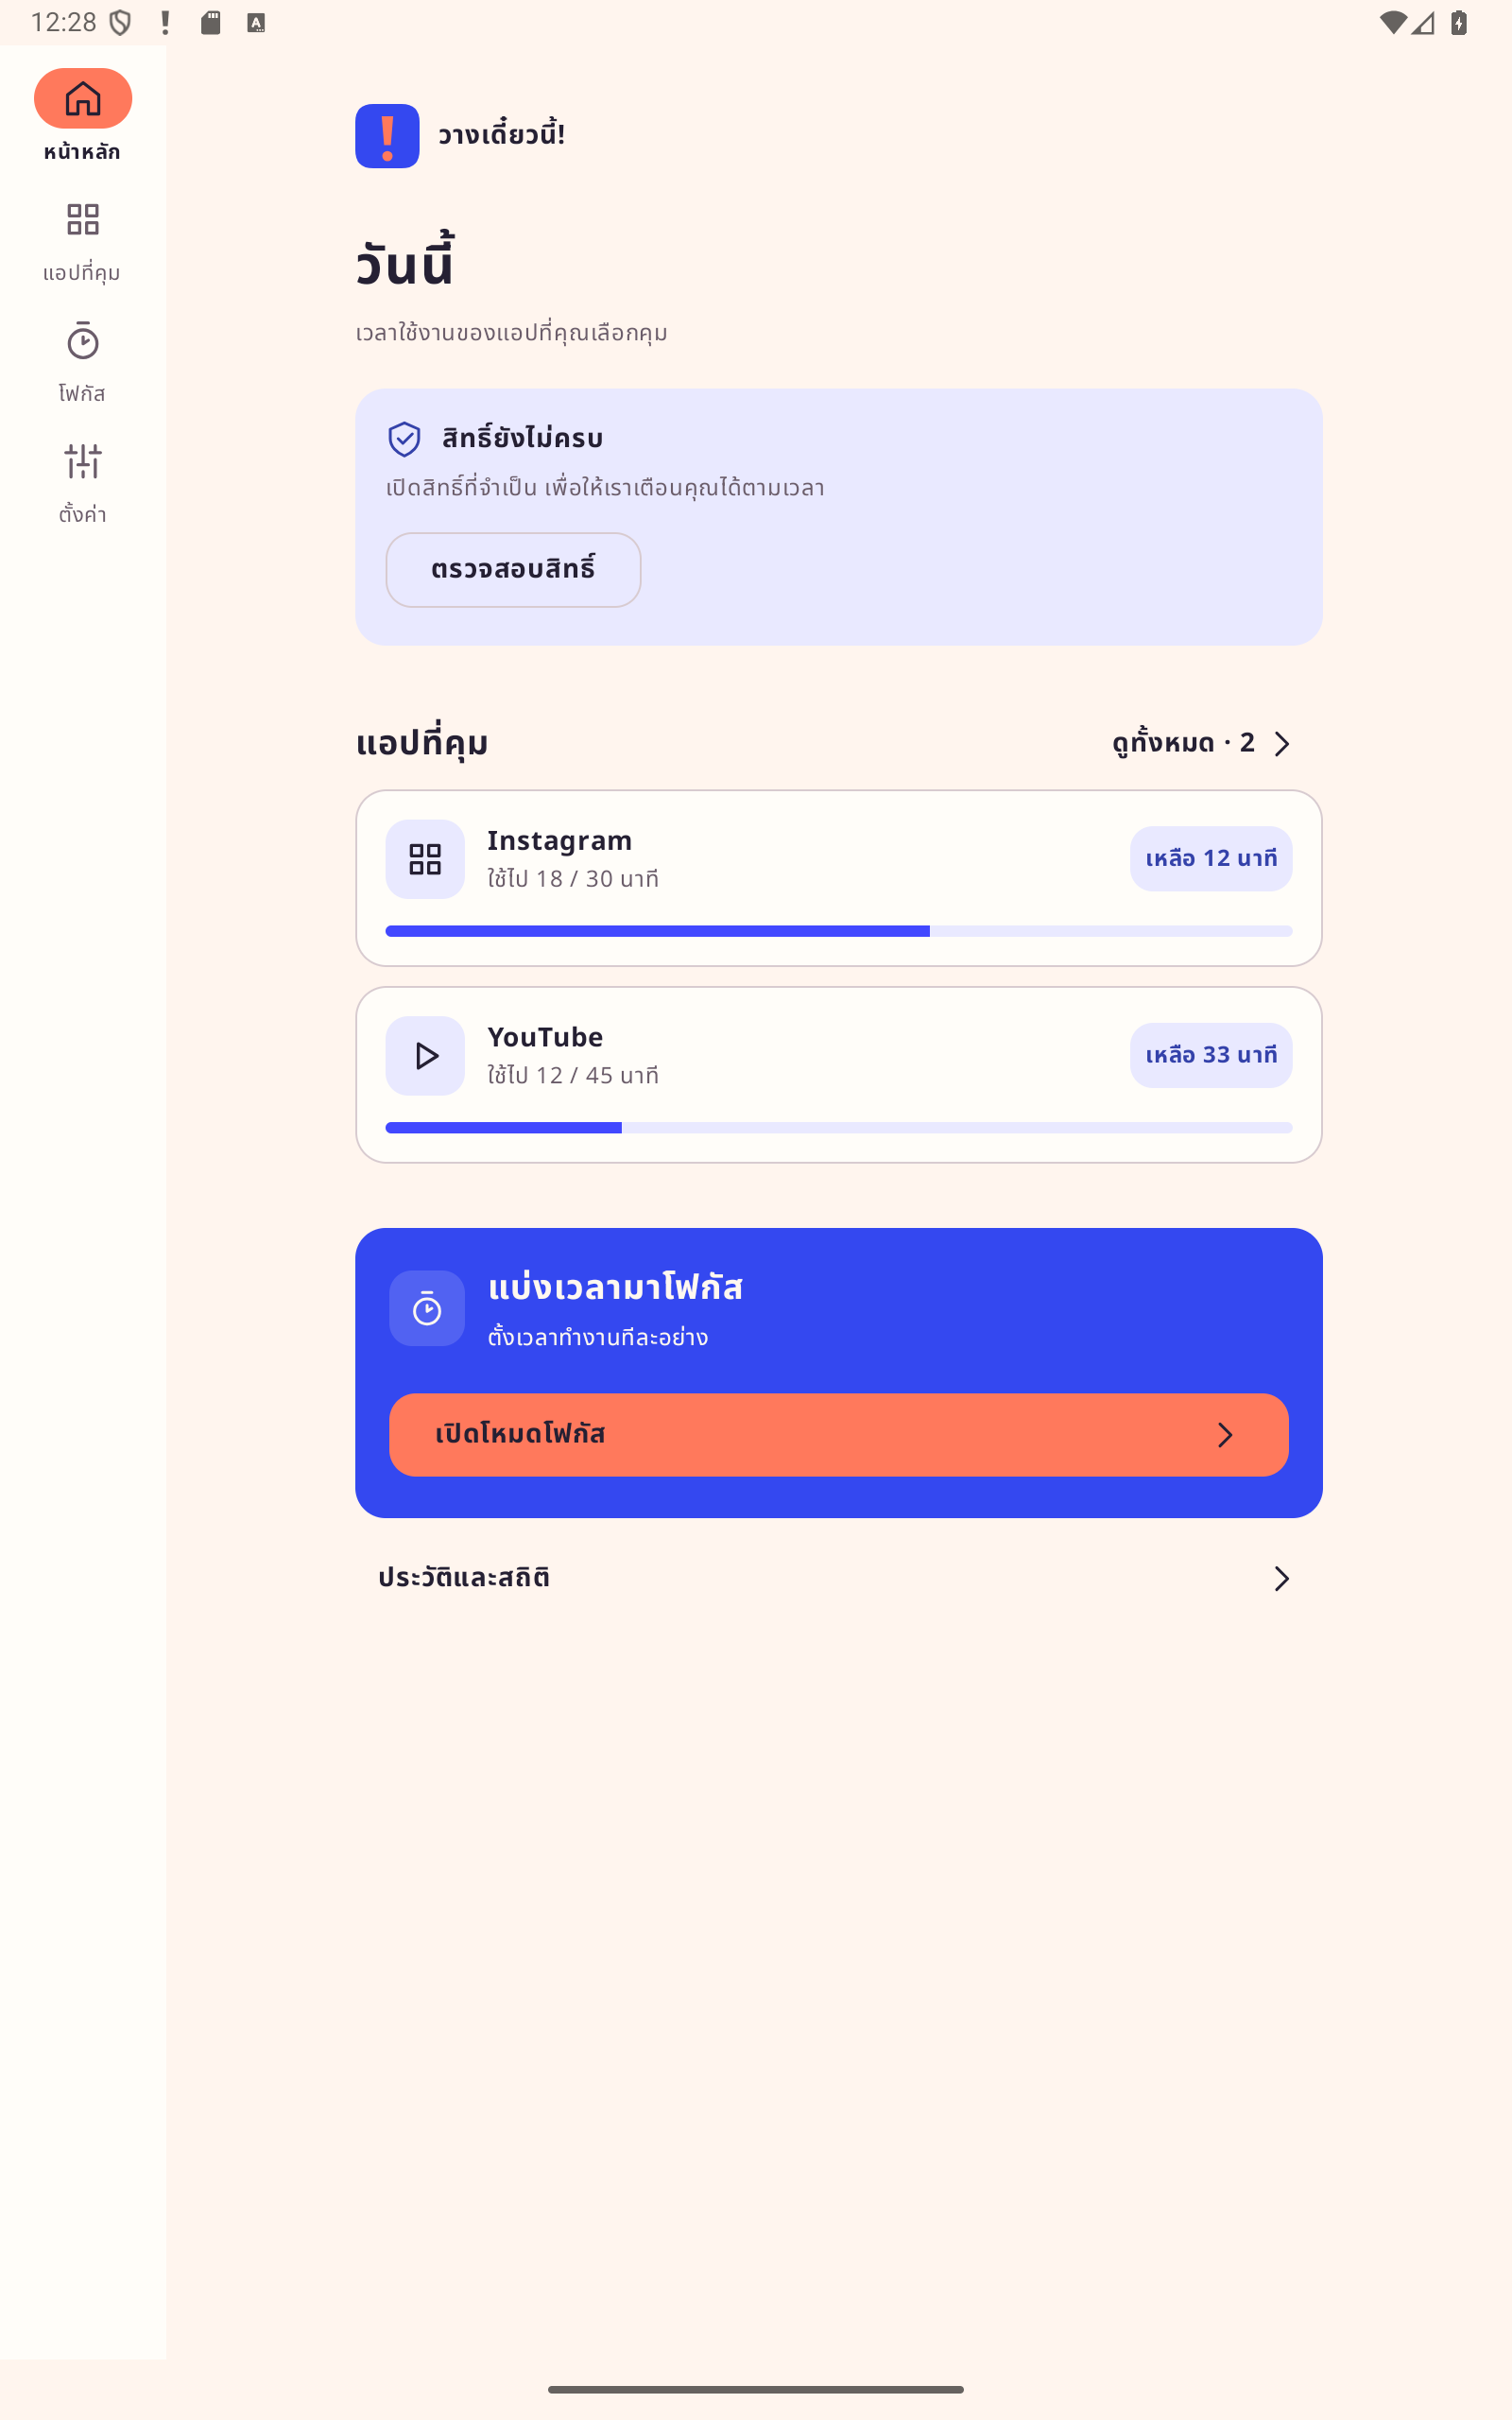 12:28
หน้าหลัก
แอปที่คุม
โฟกัส
ตั้งค่า
วางเดี๋ยวนี้!
วันนี้
เวลาใช้งานของแอปที่คุณเลือกคุม
สิทธิ์ยังไม่ครบ
เปิดสิทธิ์ที่จำเป็น เพื่อให้เราเตือนคุณได้ตามเวลา
ตรวจสอบสิทธิ์
แอปที่คุม
ดูทั้งหมด · 2
Instagram
ใช้ไป 18 / 30 นาที
เหลือ 12 นาที
YouTube
ใช้ไป 12 / 45 นาที
เหลือ 33 นาที
แบ่งเวลามาโฟกัส
ตั้งเวลาทำงานทีละอย่าง
เปิดโหมดโฟกัส
ประวัติและสถิติ